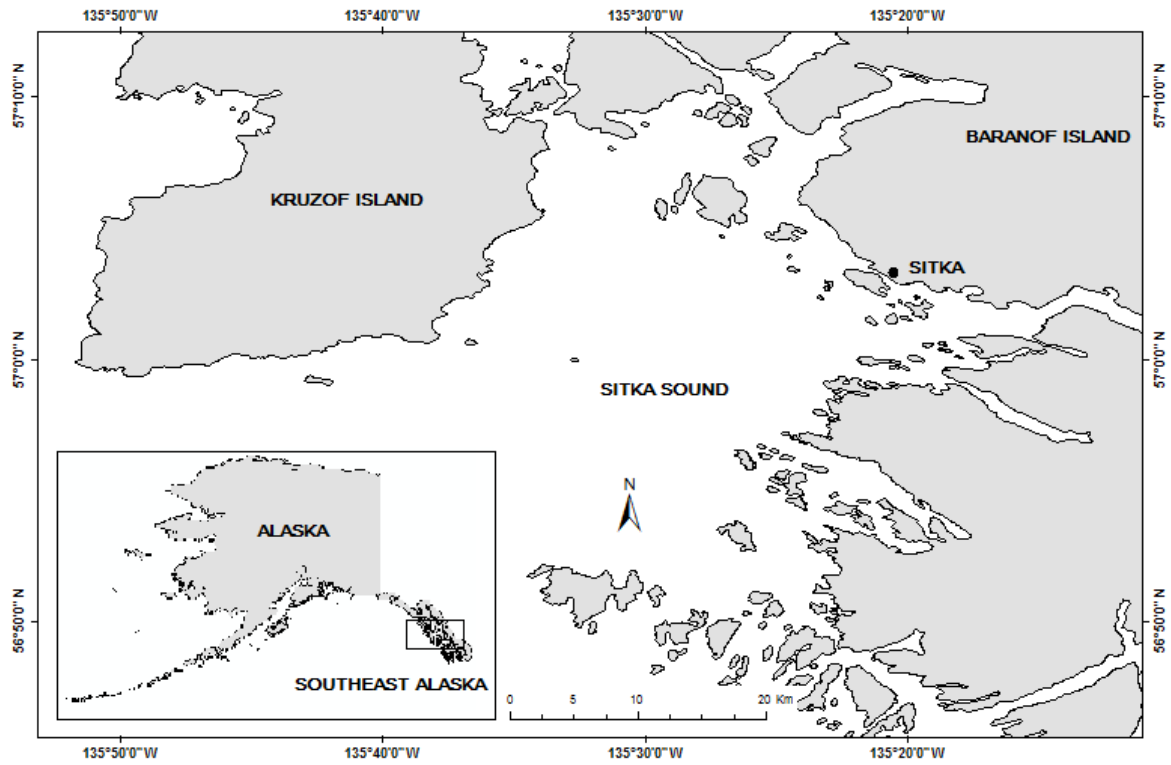 135°50'0"W 135°40'0"W 135°30'0"W 135°20'0"W
57°10'0" N 57°10'0" N
BARANOF ISLAND
KRUZOF ISLAND
SITKA
57°0'0" N 57°0'0" N
SITKA SOUND
N
ALASKA
56°50'0" N 56°50'0" N
SOUTHEAST ALASKA
0 5 10 20 Km
135°50'0"W 135°40'0"W 135°30'0"W 135°20'0"W